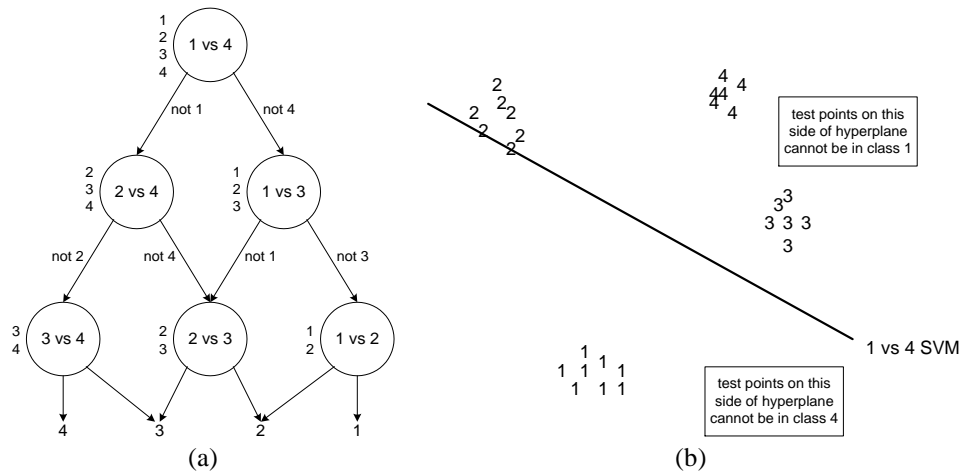 1
2
3
4
1 vs 4
not 1
not 4
2
3
4
2 vs 4
1
2
3
1 vs 3
not 2
not 4
not 1
not 3
3
4
3 vs 4
2
3
2 vs 3
1
2
1 vs 2
4
3
2
1
(a)
2
2
2
2
2
2
2
4
4
4
4
4
4
test points on this
side of hyperplane
cannot be in class 1
3
3
3
3
3
3
1 vs 4 SVM
1
1
1
1
1
1
1
1
test points on this
side of hyperplane
cannot be in class 4
(b)